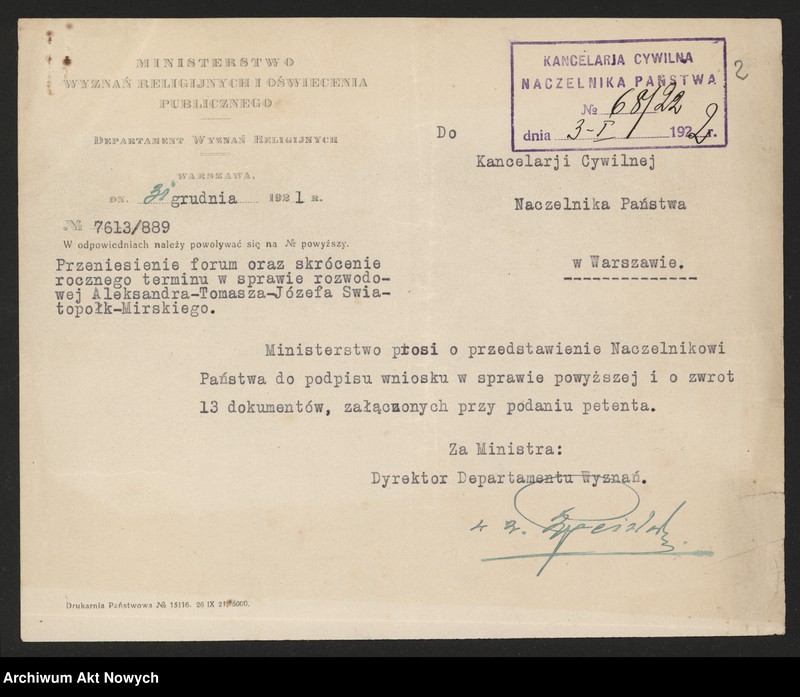 MINISTERSTWO
WYZNAŃ RELIGIJNYCH I OŚWIECENIA
PUBLICZNEGO
DEPARTAMENT WYZNAŃ RELIGIJNYCH
WARSZAWA,
DN. 31 grudnia 1921 R.
№ 7613/889
W odpowiedniach należy powoływać się na № powyższy.
Przeniesienie forum oraz skrócenie
rocznego terminu w sprawie rozwodo-
wej Aleksandra-Tomasza-Józefa Swia-
topołk-Mirskiego.
KANCELARJA CYWILNA
NACZELNIKA PAŃSTWA
№ 68/22
dnia 3-I 1922 r.
2
Do
Kancelarji Cywilnej
Naczelnika Państwa
w Warszawie.
Ministerstwo prosi o przedstawienie Naczelnikowi
Państwa do podpisu wniosku w sprawie powyższej i o zwrot
13 dokumentów, załączonych przy podaniu petenta.
Za Ministra:
Dyrektor Departamentu Wyznań.
Drukarnia Państwowa № 15116. 26 IX 21. 5000.
Archiwum Akt Nowych